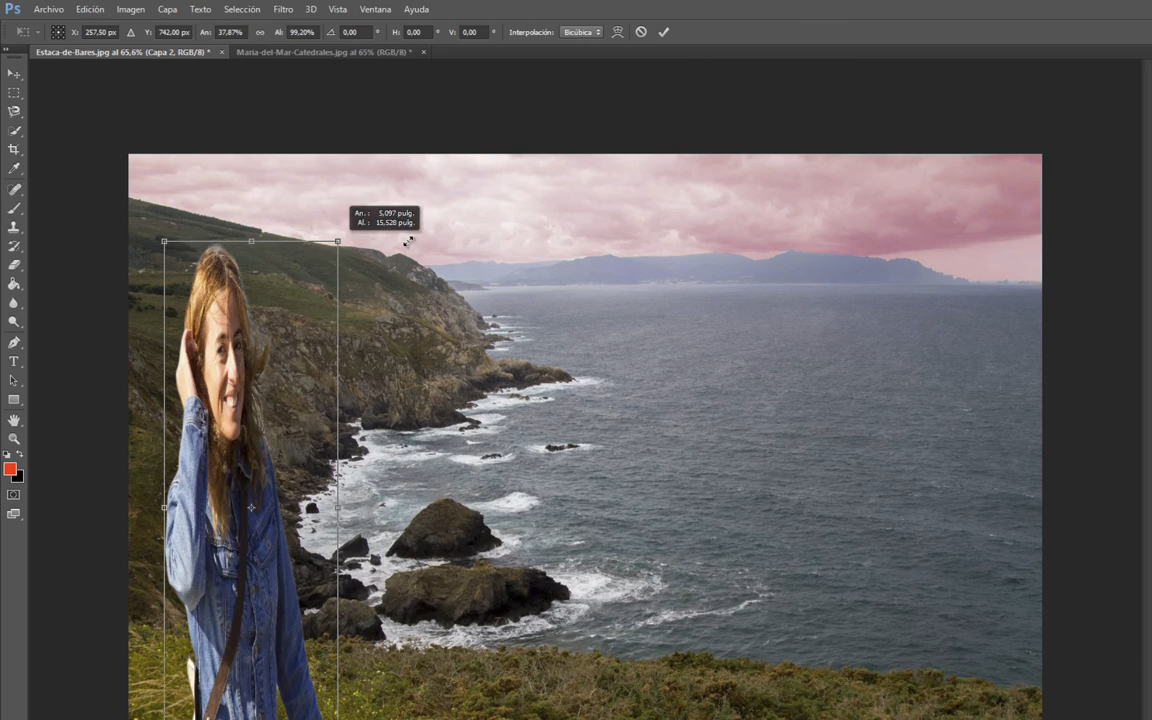 Ps Archivo Edición Imagen Capa Texto Selección Filtro 3D Vista Ventana Ayuda
X: 257,50 px Y: 742,00 px An: 37,87% Al: 99,20% 0,00 ° H: 0,00 ° V: 0,00 ° Interpolación: Bicúbica
Estaca-de-Bares.jpg al 65,6% (Capa 2, RGB/8) * × Maria-del-Mar-Catedrales.jpg al 65% (RGB/8) * ×
An.: 5,097 pulg.
Al.: 15,528 pulg.